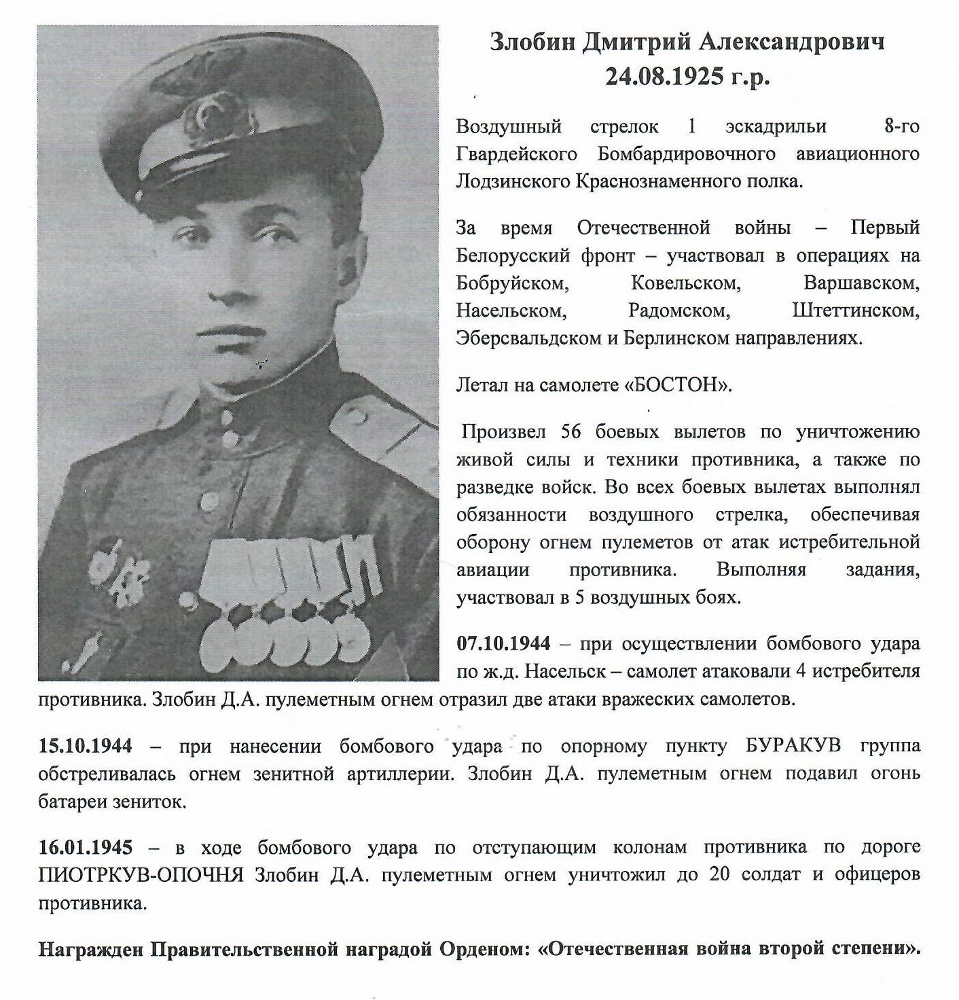 Злобин Дмитрий Александрович
24.08.1925 г.р.
Воздушный стрелок 1 эскадрильи 8-го
Гвардейского Бомбардировочного авиационного
Лодзинского Краснознаменного полка.
За время Отечественной войны – Первый
Белорусский фронт – участвовал в операциях на
Бобруйском, Ковельском, Варшавском,
Насельском, Радомском, Штеттинском,
Эберсвальдском и Берлинском направлениях.
Летал на самолете «БОСТОН».
Произвел 56 боевых вылетов по уничтожению
живой силы и техники противника, а также по
разведке войск. Во всех боевых вылетах выполнял
обязанности воздушного стрелка, обеспечивая
оборону огнем пулеметов от атак истребительной
авиации противника. Выполняя задания,
участвовал в 5 воздушных боях.
07.10.1944 – при осуществлении бомбового удара
по ж.д. Насельск – самолет атаковали 4 истребителя
противника. Злобин Д.А. пулеметным огнем отразил две атаки вражеских самолетов.
15.10.1944 – при нанесении бомбового удара по опорному пункту БУРАКУВ группа
обстреливалась огнем зенитной артиллерии. Злобин Д.А. пулеметным огнем подавил огонь
батареи зениток.
16.01.1945 – в ходе бомбового удара по отступающим колонам противника по дороге
ПИОТРКУВ-ОПОЧНЯ Злобин Д.А. пулеметным огнем уничтожил до 20 солдат и офицеров
противника.
Награжден Правительственной наградой Орденом: «Отечественная война второй степени».